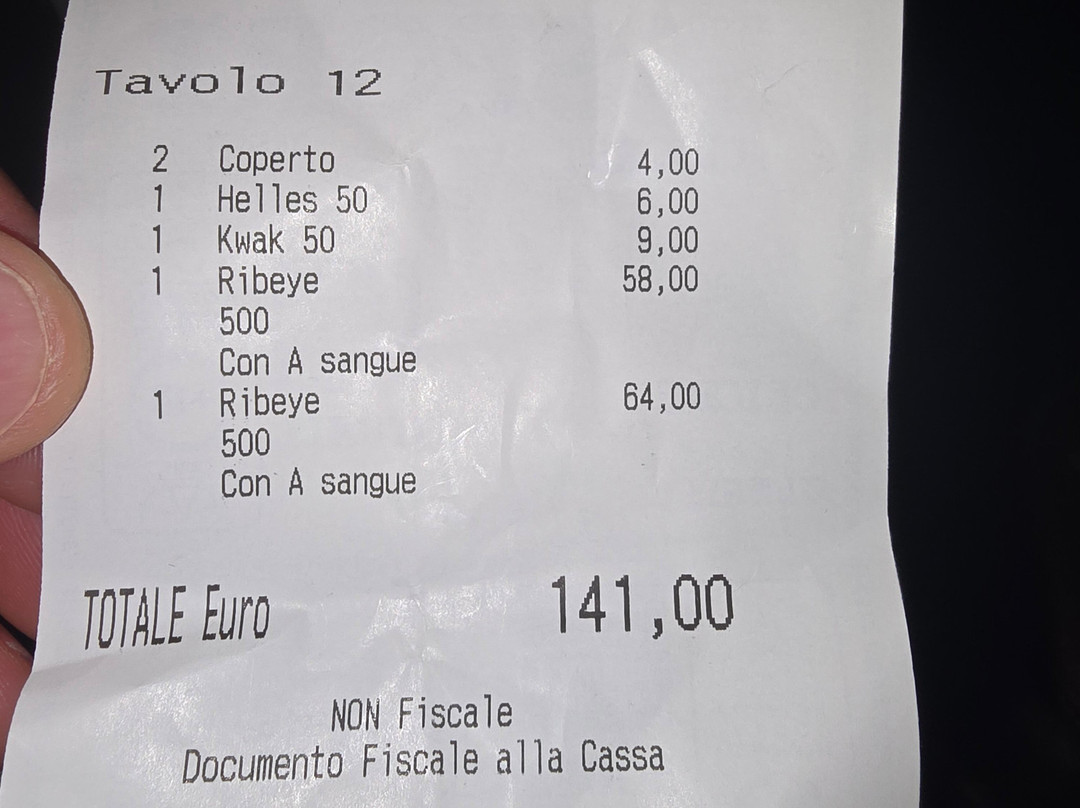 Tavolo 12
2 Coperto 4,00
1 Helles 50 6,00
1 Kwak 50 9,00
1 Ribeye 58,00
500
Con A sangue
1 Ribeye 64,00
500
Con A sangue
TOTALE Euro 141,00
NON Fiscale
Documento Fiscale alla Cassa